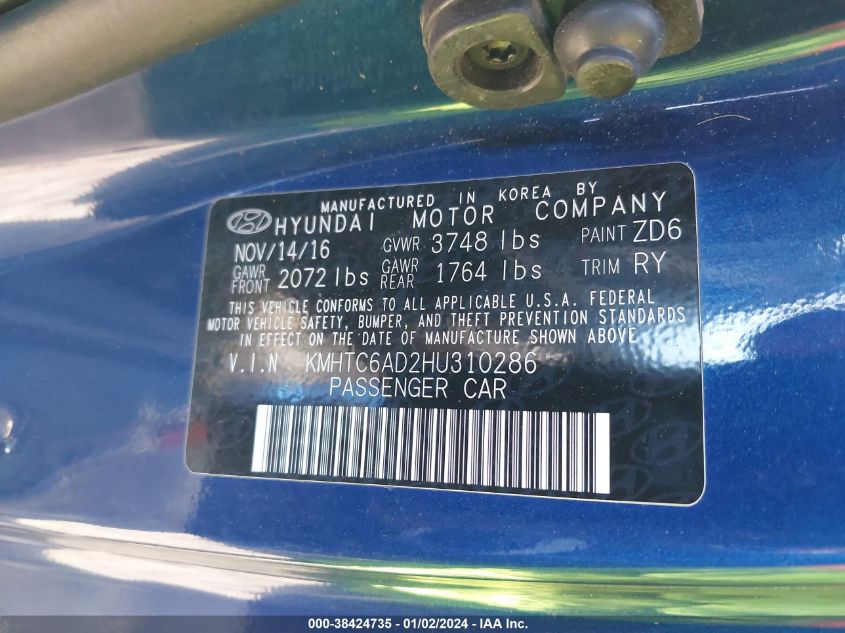 MANUFACTURED IN KOREA BY
HYUNDAI MOTOR COMPANY
NOV/14/16 GVWR 3748 lbs PAINT ZD6
GAWR FRONT 2072 lbs GAWR REAR 1764 lbs TRIM RY
THIS VEHICLE CONFORMS TO ALL APPLICABLE U.S.A. FEDERAL
MOTOR VEHICLE SAFETY, BUMPER, AND THEFT PREVENTION STANDARDS
IN EFFECT ON THE DATE OF MANUFACTURE SHOWN ABOVE
V.I.N KMHTC6AD2HU310286
PASSENGER CAR
000-38424735 - 01/02/2024 - IAA Inc.